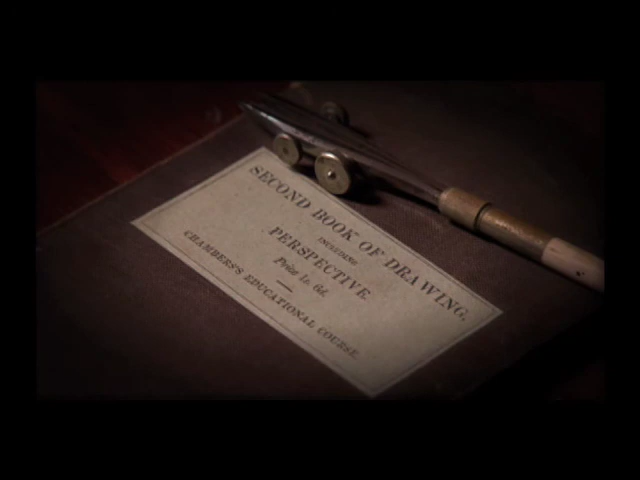 SECOND BOOK OF DRAWING,
INCLUDING
PERSPECTIVE.
Price 1s. 6d.
CHAMBERS'S EDUCATIONAL COURSE.